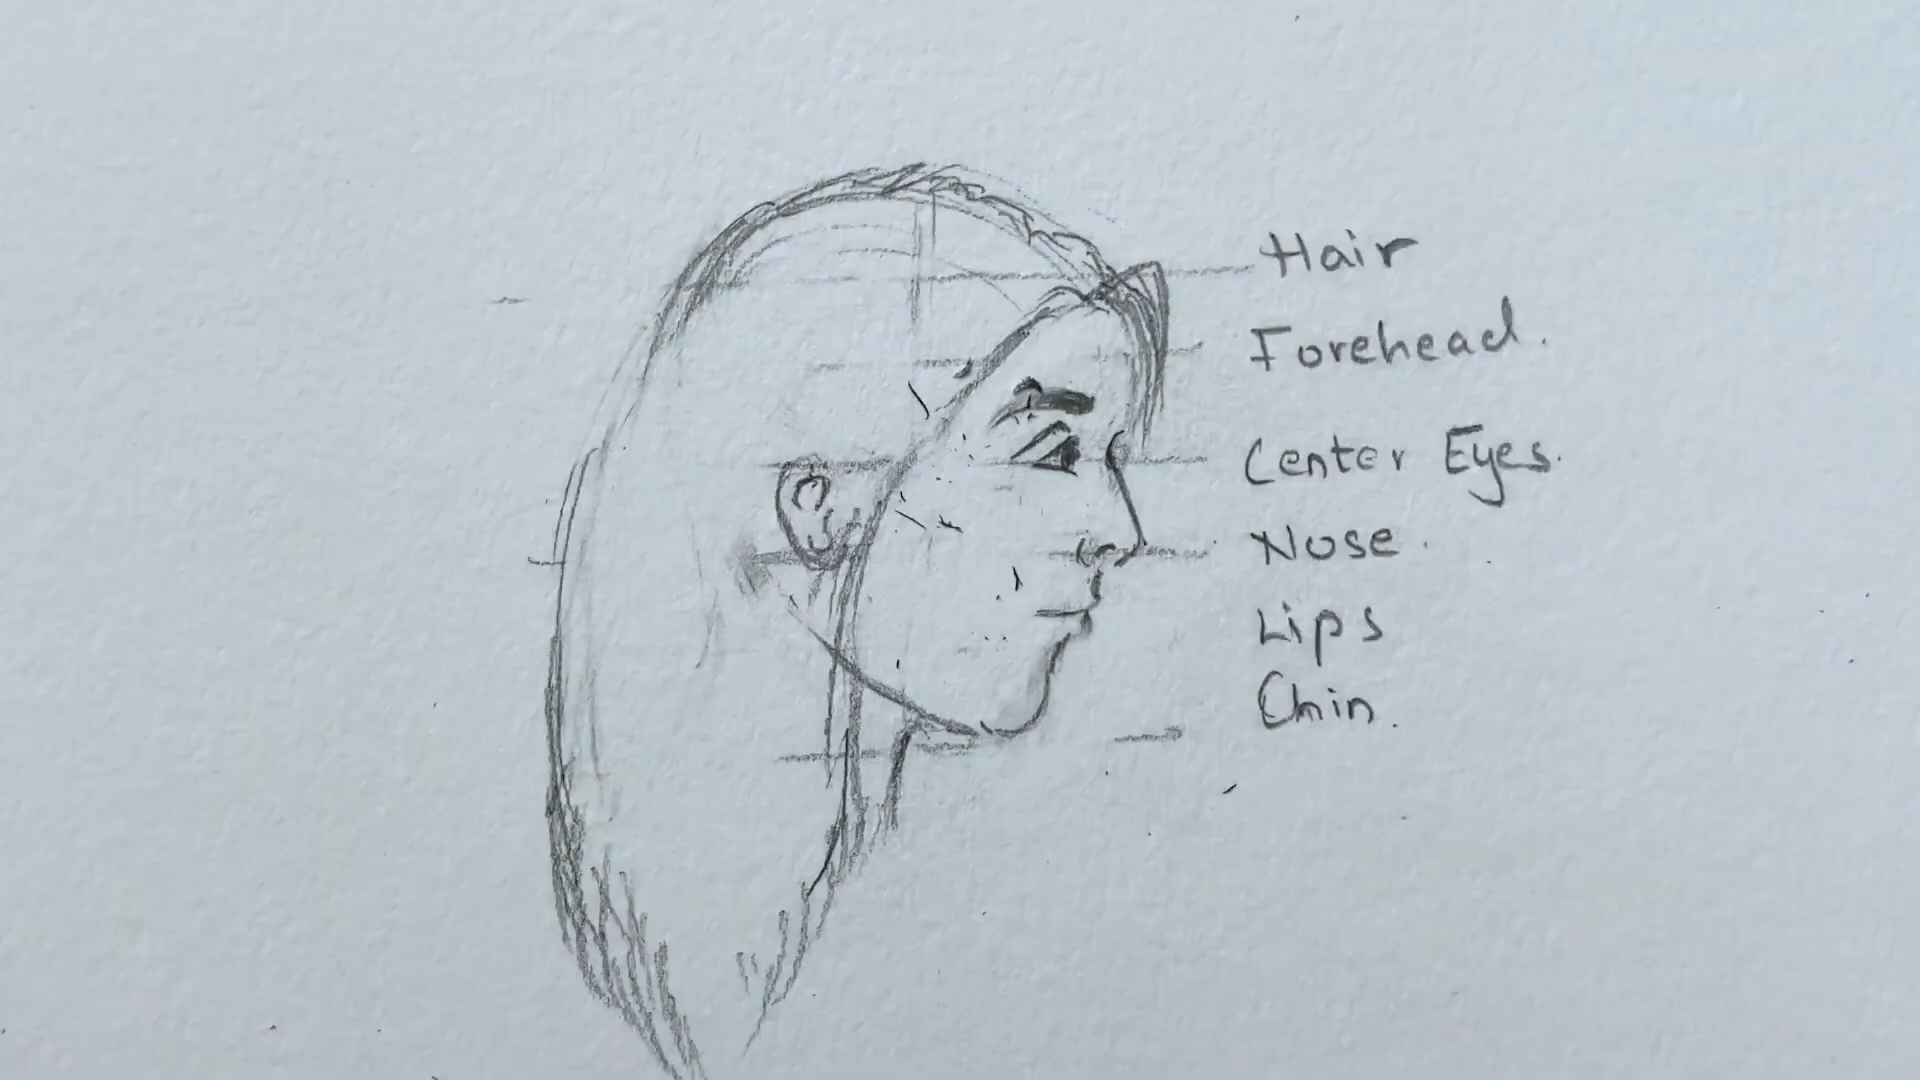 Hair
Forehead.
Center Eyes.
Nose.
Lips
Chin.